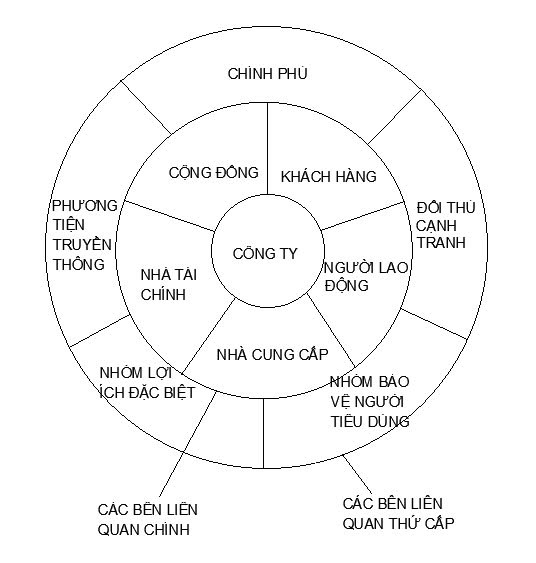 CHÍNH PHỦ
CỘNG ĐỒNG
KHÁCH HÀNG
PHƯƠNG
TIỆN
TRUYỀN
THÔNG
ĐỐI THỦ
CẠNH
TRANH
CÔNG TY
NHÀ TÀI
CHÍNH
NGƯỜI LAO
ĐỘNG
NHÀ CUNG CẤP
NHÓM LỢI
ÍCH ĐẶC BIỆT
NHÓM BẢO
VỆ NGƯỜI
TIÊU DÙNG
CÁC BÊN LIÊN
QUAN CHÍNH
CÁC BÊN LIÊN
QUAN THỨ CẤP